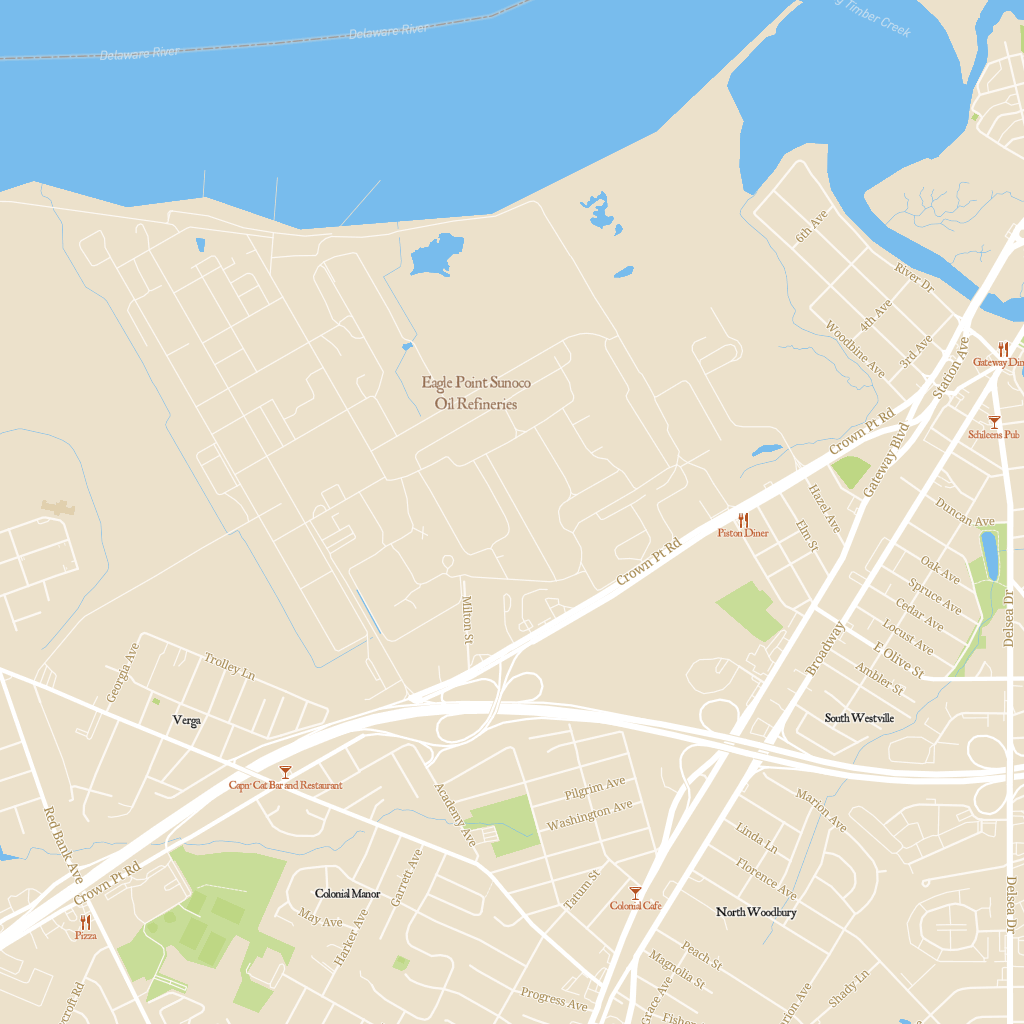 Timber Creek
Delaware River
Delaware River
6th Ave
River Dr
4th Ave
Woodbine Ave
3rd Ave
Station Ave
Gateway Din
Eagle Point Sunoco
Oil Refineries
Crown Pt Rd
Schileens Pub
Gateway Blvd
Hazel Ave
Duncan Ave
Piston Diner
Elm St
Crown Pt Rd
Oak Ave
Spruce Ave
Cedar Ave
Delsea Dr
Milton St
Locust Ave
Broadway
E Olive St
Georgia Ave
Trolley Ln
Ambler St
Verga
South Westville
Capn' Cat Bar and Restaurant
Pilgrim Ave
Academy Ave
Washington Ave
Marion Ave
Red Bank Ave
Linda Ln
Florence Ave
Crown Pt Rd
Garrett Ave
Tatum St
Colonial Manor
Colonial Cafe
North Woodbury
Delsea Dr
May Ave
Harker Ave
Pizza
Peach St
Magnolia St
Shady Ln
Progress Ave
Grace Ave